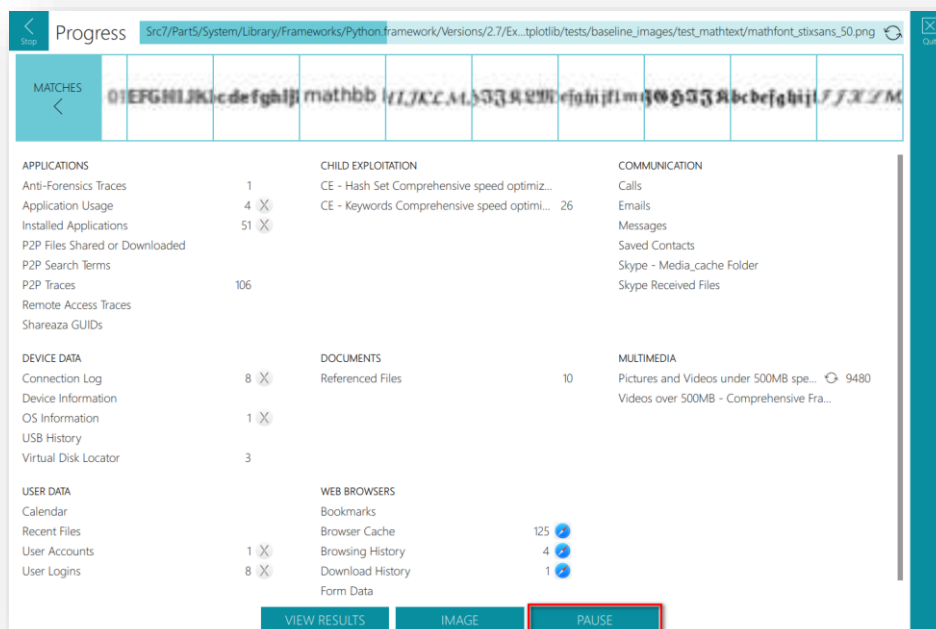 Stop
Progress
Src7/Part5/System/Library/Frameworks/Python.framework/Versions/2.7/Ex...tplotlib/tests/baseline_images/test_mathtext/mathfont_stixsans_50.png
Quit
MATCHES
mathbb
APPLICATIONS
Anti-Forensics Traces 1
Application Usage 4 X
Installed Applications 51 X
P2P Files Shared or Downloaded
P2P Search Terms
P2P Traces 106
Remote Access Traces
Shareaza GUIDs
CHILD EXPLOITATION
CE - Hash Set Comprehensive speed optimiz...
CE - Keywords Comprehensive speed optimi... 26
COMMUNICATION
Calls
Emails
Messages
Saved Contacts
Skype - Media_cache Folder
Skype Received Files
DEVICE DATA
Connection Log 8 X
Device Information
OS Information 1 X
USB History
Virtual Disk Locator 3
DOCUMENTS
Referenced Files 10
MULTIMEDIA
Pictures and Videos under 500MB spe... 9480
Videos over 500MB - Comprehensive Fra...
USER DATA
Calendar
Recent Files
User Accounts 1 X
User Logins 8 X
WEB BROWSERS
Bookmarks
Browser Cache 125
Browsing History 4
Download History 1
Form Data
VIEW RESULTS
IMAGE
PAUSE